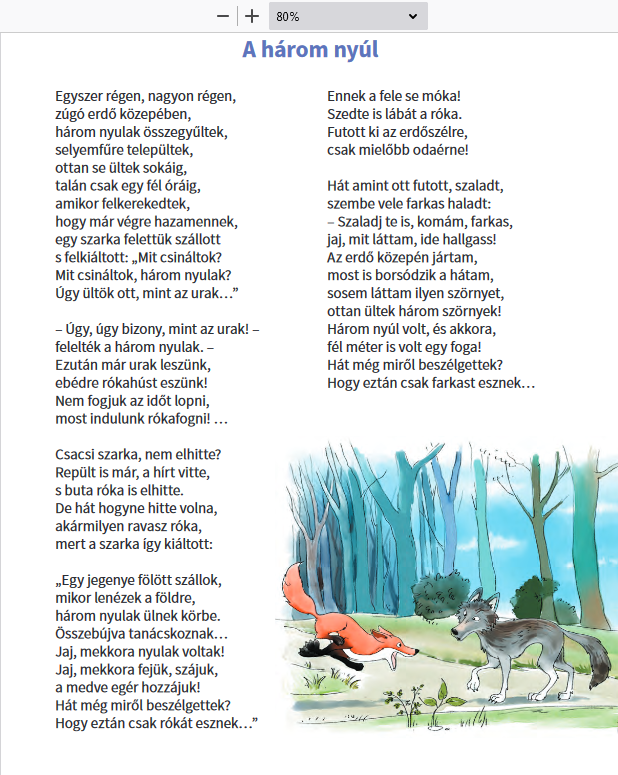 80%
A három nyúl
Egyszer régen, nagyon régen,
zúgó erdő közepében,
három nyulak összegyűltek,
selyemfűre települtek,
ottan se ültek sokáig,
talán csak egy fél óráig,
amikor felkerekedtek,
hogy már végre hazamennek,
egy szarka felettük szállott
s felkiáltott: „Mit csináltok?
Mit csináltok, három nyulak?
Úgy ültök ott, mint az urak…”
– Úgy, úgy bizony, mint az urak! –
felelték a három nyulak. –
Ezután már urak leszünk,
ebédre rókahúst eszünk!
Nem fogjuk az időt lopni,
most indulunk rókafogni! …
Csacsi szarka, nem elhitte?
Repült is már, a hírt vitte,
s buta róka is elhitte.
De hát hogyne hitte volna,
akármilyen ravasz róka,
mert a szarka így kiáltott:
„Egy jegenye fölött szállok,
mikor lenézek a földre,
három nyulak ülnek körbe.
Összebújva tanácskoznak…
Jaj, mekkora nyulak voltak!
Jaj, mekkora fejük, szájuk,
a medve egér hozzájuk!
Hát még miről beszélgettek?
Hogy eztán csak rókát esznek…”
Ennek a fele se móka!
Szedte is lábát a róka.
Futott ki az erdőszélre,
csak mielőbb odaérne!
Hát amint ott futott, szaladt,
szembe vele farkas haladt:
– Szaladj te is, komám, farkas,
jaj, mit láttam, ide hallgass!
Az erdő közepén jártam,
most is borsódzik a hátam,
sosem láttam ilyen szörnyet,
ottan ültek három szörnyek!
Három nyúl volt, és akkora,
fél méter is volt egy foga!
Hát még miről beszélgettek?
Hogy eztán csak farkast esznek…